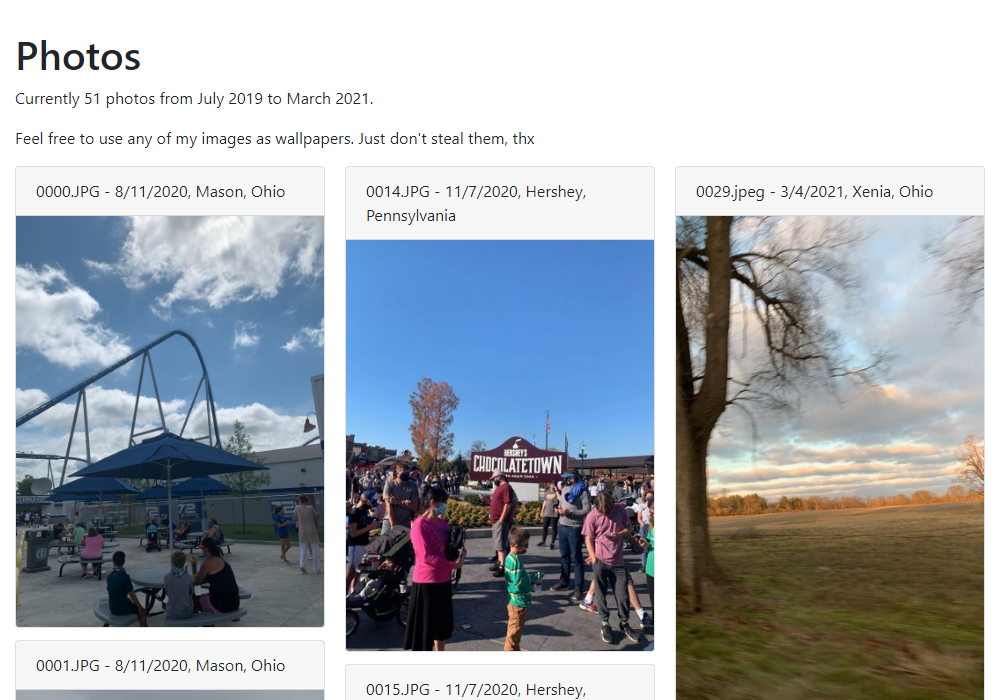 Photos
Currently 51 photos from July 2019 to March 2021.
Feel free to use any of my images as wallpapers. Just don't steal them, thx
0000.JPG - 8/11/2020, Mason, Ohio
0001.JPG - 8/11/2020, Mason, Ohio
0014.JPG - 11/7/2020, Hershey,
Pennsylvania
HERSHEY'S
CHOCOLATETOWN
0015.JPG - 11/7/2020, Hershey,
0029.jpeg - 3/4/2021, Xenia, Ohio